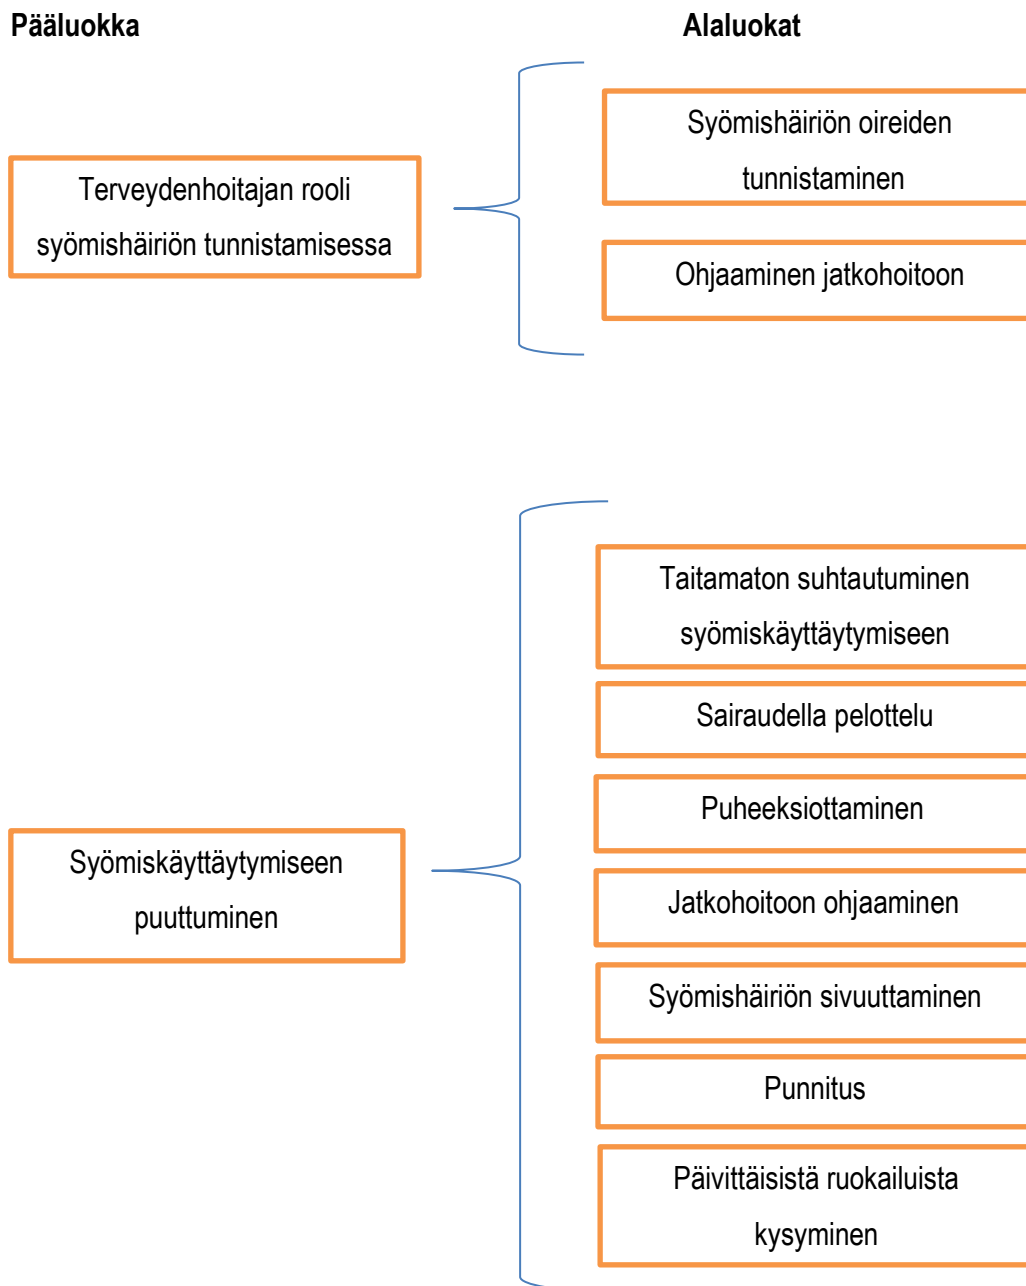 Pääluokka
Alaluokat
Terveydenhoitajan rooli
syömishäiriön tunnistamisessa
Syömishäiriön oireiden
tunnistaminen
Ohjaaminen jatkohoitoon
Syömiskäyttäytymiseen
puuttuminen
Taitamaton suhtautuminen
syömiskäyttäytymiseen
Sairaudella pelottelu
Puheeksiottaminen
Jatkohoitoon ohjaaminen
Syömishäiriön sivuuttaminen
Punnitus
Päivittäisistä ruokailuista
kysyminen